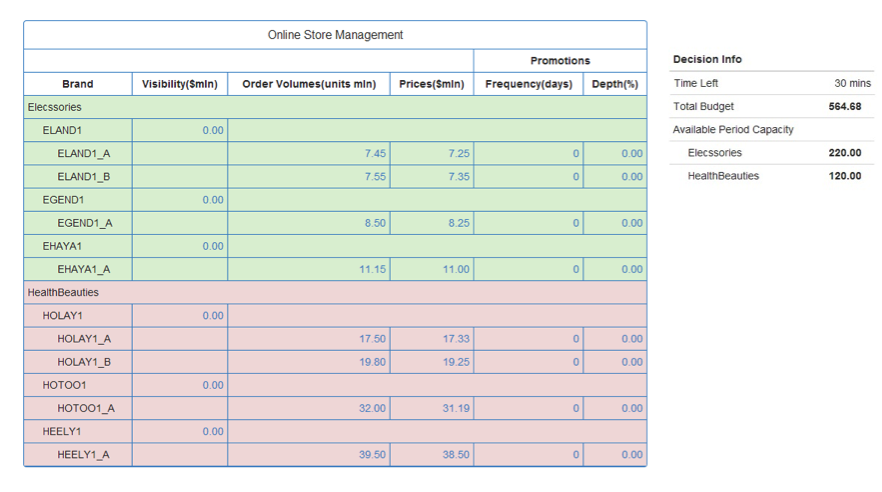 Online Store Management
Promotions
Brand Visibility($mln) Order Volumes(units mln) Prices($mln) Frequency(days) Depth(%)
Elecssories
ELAND1 0.00
ELAND1_A 7.45 7.25 0 0.00
ELAND1_B 7.55 7.35 0 0.00
EGEND1 0.00
EGEND1_A 8.50 8.25 0 0.00
EHAYA1 0.00
EHAYA1_A 11.15 11.00 0 0.00
HealthBeauties
HOLAY1 0.00
HOLAY1_A 17.50 17.33 0 0.00
HOLAY1_B 19.80 19.25 0 0.00
HOTOO1 0.00
HOTOO1_A 32.00 31.19 0 0.00
HEELY1 0.00
HEELY1_A 39.50 38.50 0 0.00
Decision Info
Time Left 30 mins
Total Budget 564.68
Available Period Capacity
Elecssories 220.00
HealthBeauties 120.00